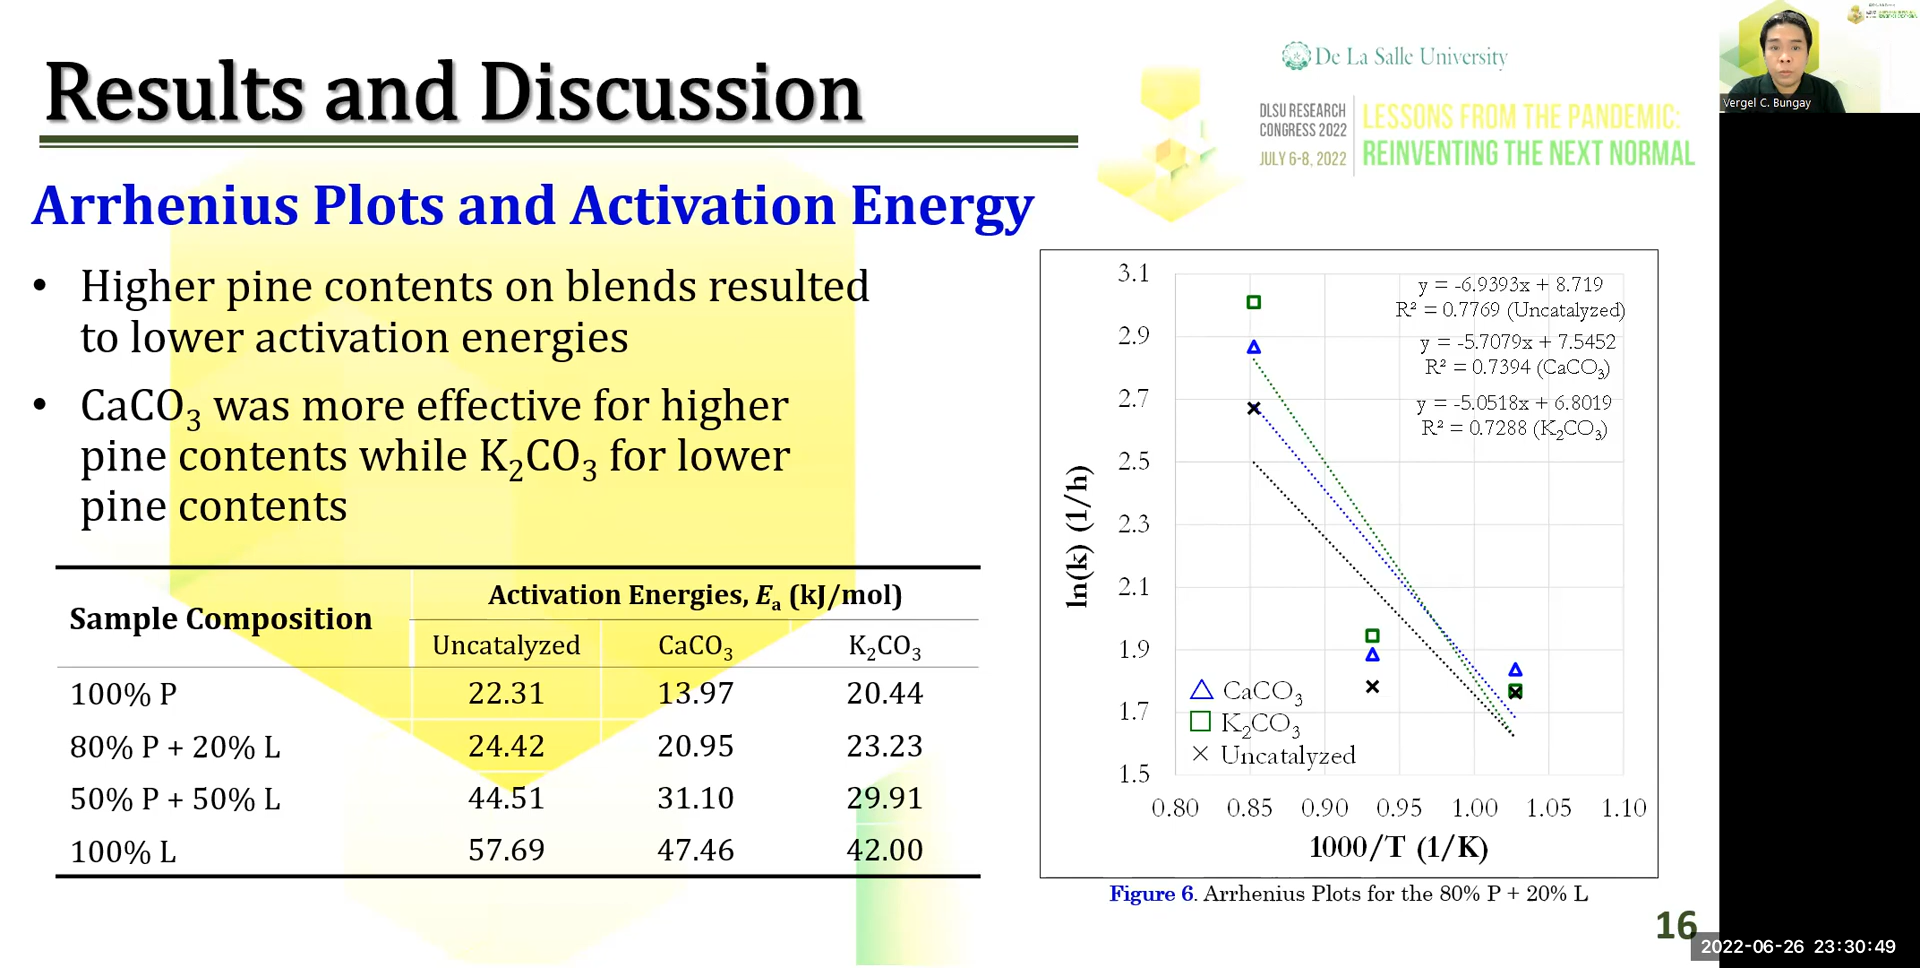 Results and Discussion
De La Salle University
DLSU RESEARCH
CONGRESS 2022
JULY 6-8, 2022
LESSONS FROM THE PANDEMIC:
REINVENTING THE NEXT NORMAL
Vergel C. Bungay
Arrhenius Plots and Activation Energy
• Higher pine contents on blends resulted
to lower activation energies
• CaCO₃ was more effective for higher
pine contents while K₂CO₃ for lower
pine contents
Sample Composition
Activation Energies, Eₐ (kJ/mol)
Uncatalyzed CaCO₃ K₂CO₃
100% P 22.31 13.97 20.44
80% P + 20% L 24.42 20.95 23.23
50% P + 50% L 44.51 31.10 29.91
100% L 57.69 47.46 42.00
3.1
2.9
2.7
2.5
2.3
2.1
1.9
1.7
1.5
ln(k) (1/h)
y = -6.9393x + 8.719
R² = 0.7769 (Uncatalyzed)
y = -5.7079x + 7.5452
R² = 0.7394 (CaCO₃)
y = -5.0518x + 6.8019
R² = 0.7288 (K₂CO₃)
CaCO₃
K₂CO₃
Uncatalyzed
0.80 0.85 0.90 0.95 1.00 1.05 1.10
1000/T (1/K)
Figure 6. Arrhenius Plots for the 80% P + 20% L
16
2022-06-26 23:30:49